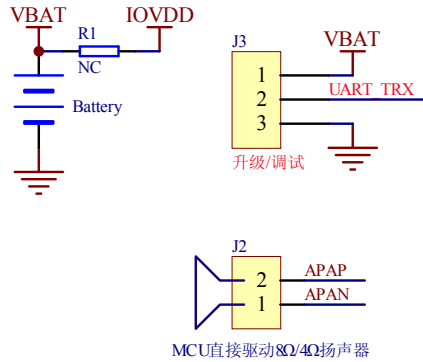 VBAT
IOVDD
R1
NC
Battery
J3
VBAT
1
2
UART_TRX
3
升级/调试
J2
2
APAP
1
APAN
MCU直接驱动8Ω/4Ω扬声器